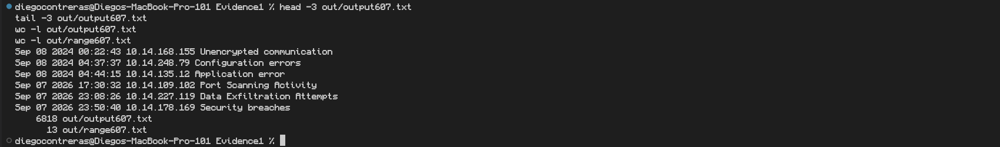 diegocontreras@Diegos-MacBook-Pro-101 Evidence1 % head -3 out/output607.txt
tail -3 out/output607.txt
wc -l out/output607.txt
wc -l out/range607.txt
Sep 08 2024 00:22:43 10.14.168.155 Unencrypted communication
Sep 08 2024 04:37:37 10.14.248.79 Configuration errors
Sep 08 2024 04:44:15 10.14.135.12 Application error
Sep 07 2026 17:30:32 10.14.109.102 Port Scanning Activity
Sep 07 2026 23:08:26 10.14.227.119 Data Exfiltration Attempts
Sep 07 2026 23:50:40 10.14.178.169 Security breaches
6818 out/output607.txt
13 out/range607.txt
diegocontreras@Diegos-MacBook-Pro-101 Evidence1 %